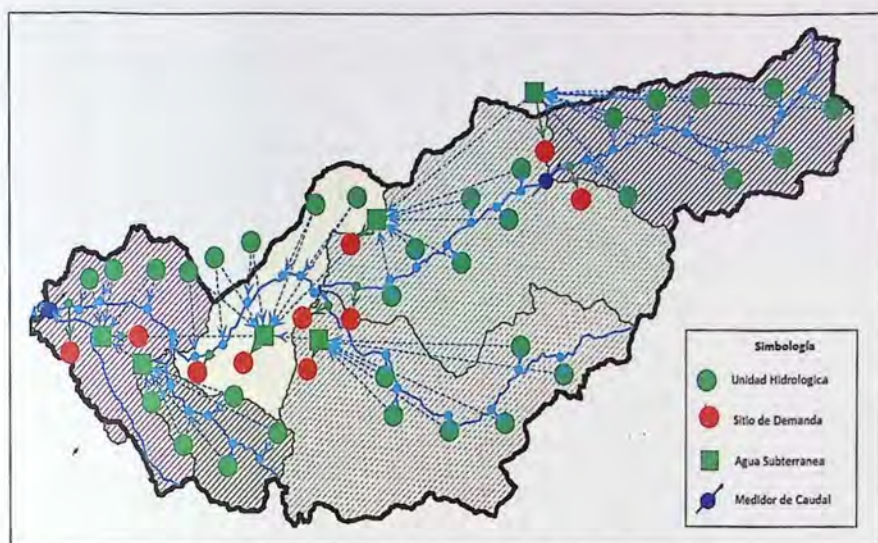 Simbología
Unidad Hidrologica
Sitio de Demanda
Agua Subterranea
Medidor de Caudal